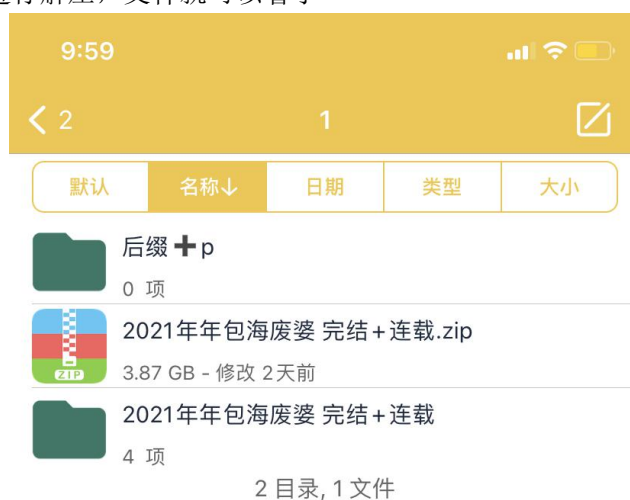 9:59
2
1
默认 名称↓ 日期 类型 大小
后缀➕p
0 项
2021年年包海废婆 完结+连载.zip
ZIP
3.87 GB - 修改 2天前
2021年年包海废婆 完结+连载
4 项
2 目录, 1 文件